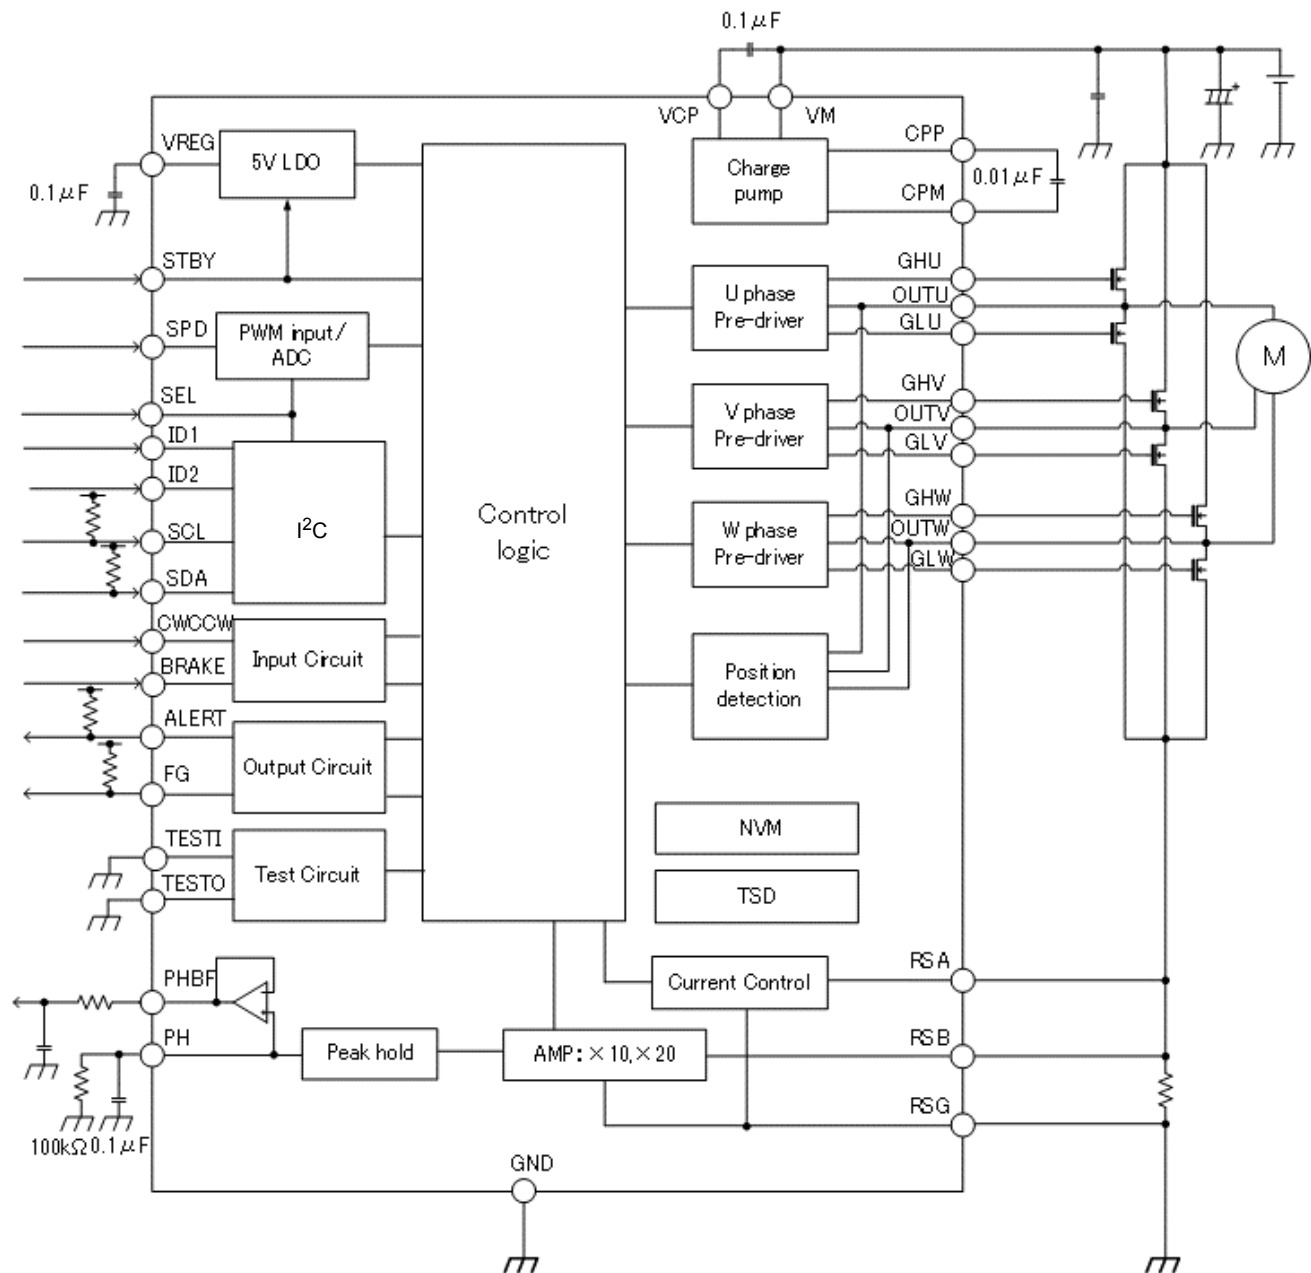 0.1μF
VCP
VM
VREG
5V LDO
0.1μF
Charge
pump
CPP
0.01μF
CPM
STBY
SPD
PWM input/
ADC
SEL
ID1
ID2
SCL
SDA
I²C
Control
logic
U phase
Pre-driver
GHU
OUTU
GLU
M
V phase
Pre-driver
GHV
OUTV
GLV
W phase
Pre-driver
GHW
OUTW
GLW
CWCCW
BRAKE
Input Circuit
Position
detection
ALERT
FG
Output Circuit
TESTI
TESTO
Test Circuit
NVM
TSD
PHBF
PH
Peak hold
AMP: ×10, ×20
Current Control
RSA
RSB
RSG
100kΩ
0.1μF
GND
+